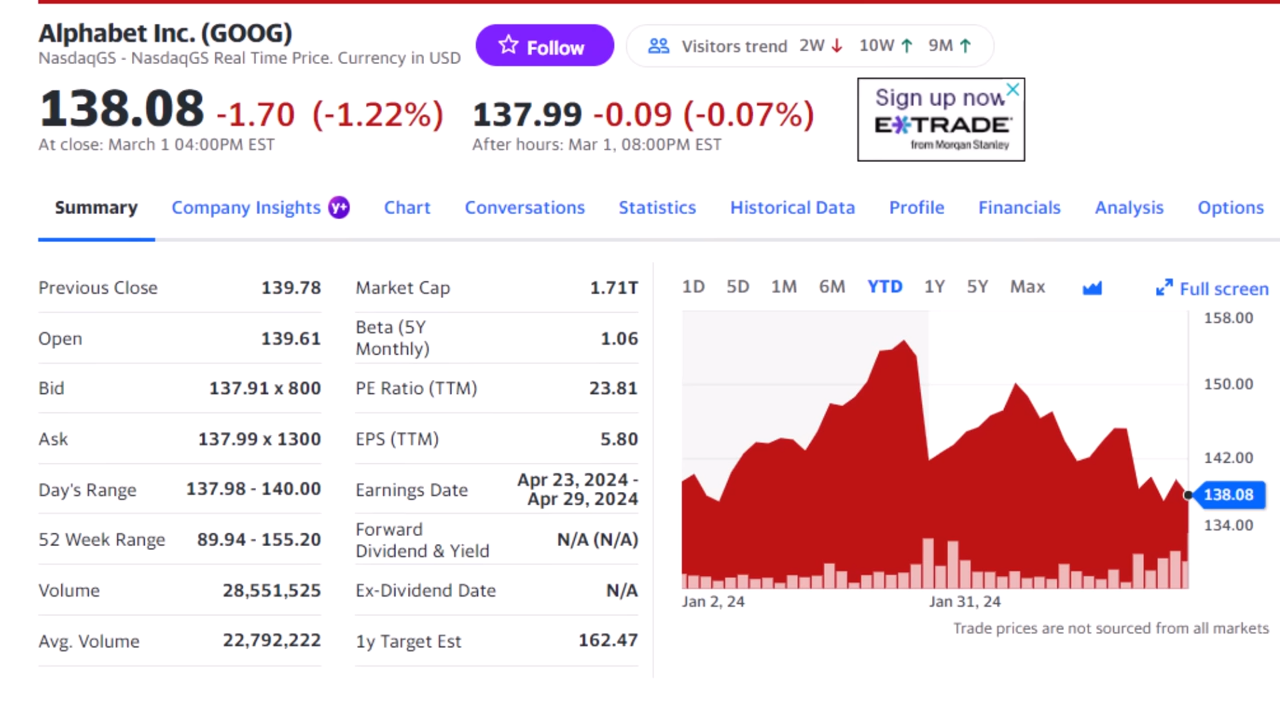 Alphabet Inc. (GOOG)
NasdaqGS - NasdaqGS Real Time Price. Currency in USD
Follow
Visitors trend 2W ↓ 10W ↑ 9M ↑
138.08 -1.70 (-1.22%)
At close: March 1 04:00PM EST
137.99 -0.09 (-0.07%)
After hours: Mar 1, 08:00PM EST
Sign up now
E*TRADE
from Morgan Stanley
Summary Company Insights y+ Chart Conversations Statistics Historical Data Profile Financials Analysis Options
Previous Close 139.78
Open 139.61
Bid 137.91 x 800
Ask 137.99 x 1300
Day's Range 137.98 - 140.00
52 Week Range 89.94 - 155.20
Volume 28,551,525
Avg. Volume 22,792,222
Market Cap 1.71T
Beta (5Y
Monthly) 1.06
PE Ratio (TTM) 23.81
EPS (TTM) 5.80
Earnings Date Apr 23, 2024 -
Apr 29, 2024
Forward
Dividend & Yield N/A (N/A)
Ex-Dividend Date N/A
1y Target Est 162.47
1D 5D 1M 6M YTD 1Y 5Y Max Full screen
158.00
150.00
142.00
138.08
134.00
Jan 2, 24 Jan 31, 24
Trade prices are not sourced from all markets